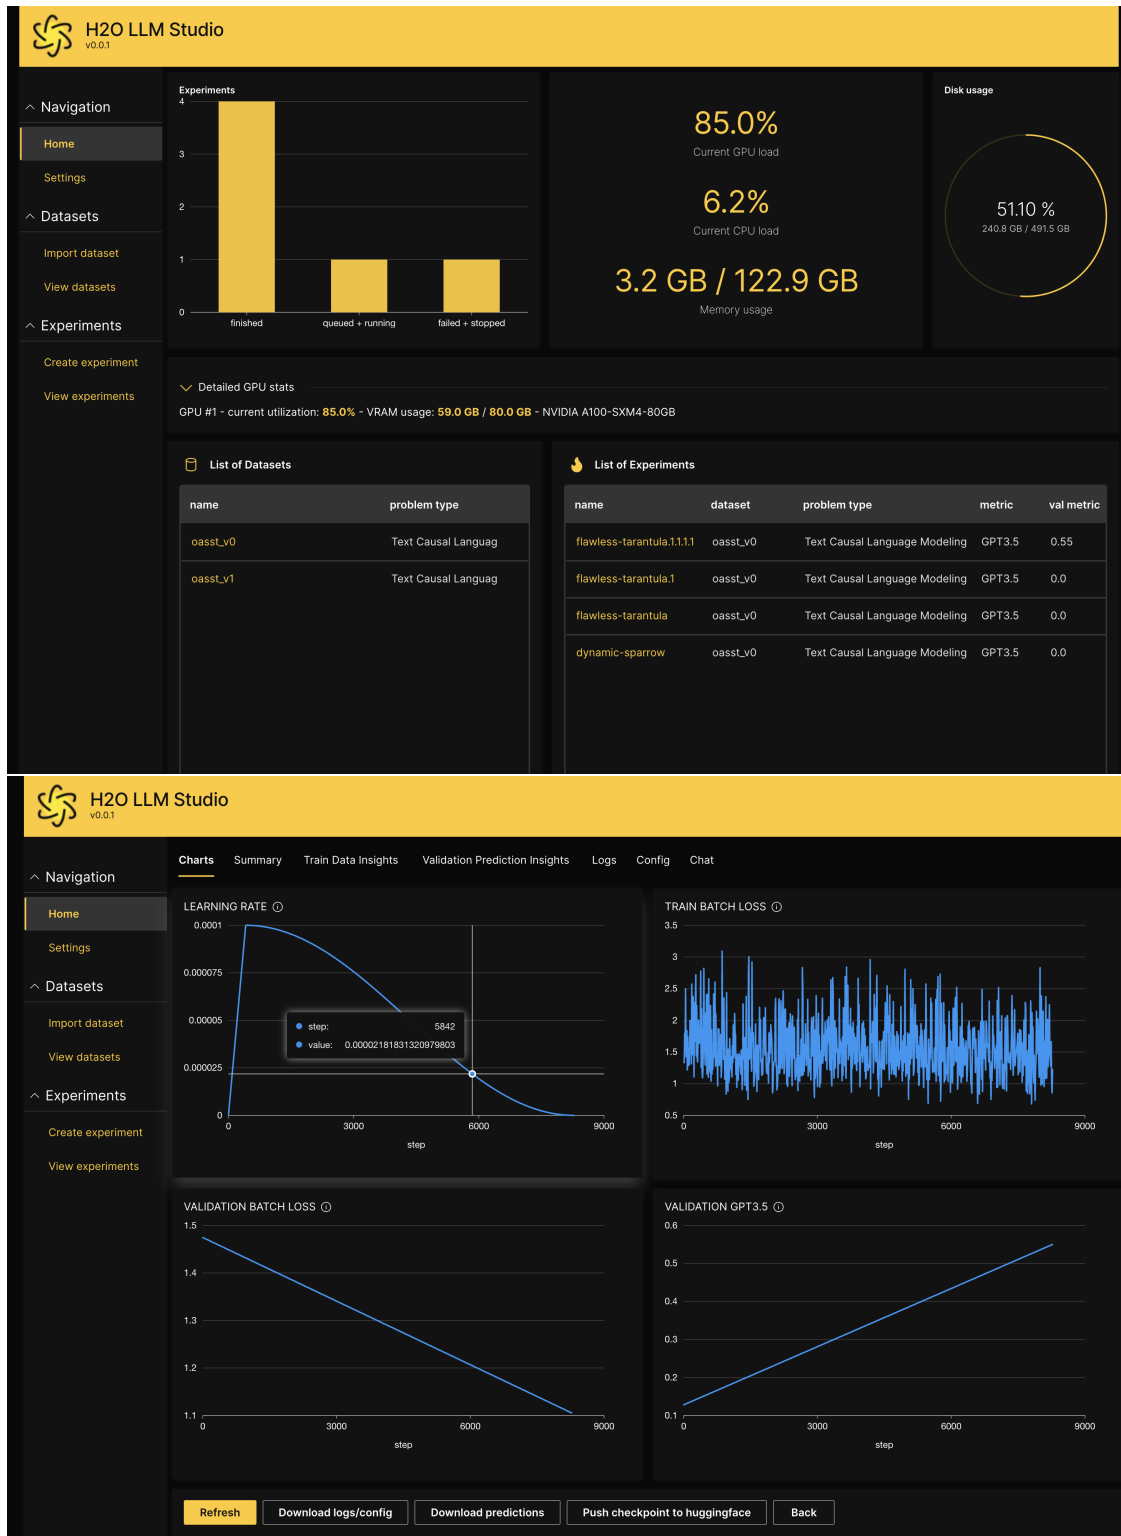 H2O LLM Studio
v0.0.1
Navigation
Home
Settings
Datasets
Import dataset
View datasets
Experiments
Create experiment
View experiments
Experiments
4
3
2
1
0
finished queued + running failed + stopped
85.0%
Current GPU load
6.2%
Current CPU load
3.2 GB / 122.9 GB
Memory usage
Disk usage
51.10 %
240.8 GB / 491.5 GB
Detailed GPU stats
GPU #1 - current utilization: 85.0% - VRAM usage: 59.0 GB / 80.0 GB - NVIDIA A100-SXM4-80GB
List of Datasets
name problem type
oasst_v0 Text Causal Languag
oasst_v1 Text Causal Languag
List of Experiments
name dataset problem type metric val metric
flawless-tarantula.1.1.1.1 oasst_v0 Text Causal Language Modeling GPT3.5 0.55
flawless-tarantula.1 oasst_v0 Text Causal Language Modeling GPT3.5 0.0
flawless-tarantula oasst_v0 Text Causal Language Modeling GPT3.5 0.0
dynamic-sparrow oasst_v0 Text Causal Language Modeling GPT3.5 0.0
H2O LLM Studio
v0.0.1
Navigation
Home
Settings
Datasets
Import dataset
View datasets
Experiments
Create experiment
View experiments
Charts Summary Train Data Insights Validation Prediction Insights Logs Config Chat
LEARNING RATE
0.0001
0.000075
0.00005
0.000025
0
0 3000 6000 9000
step
step: 5842
value: 0.00002181831320979803
TRAIN BATCH LOSS
3.5
3
2.5
2
1.5
1
0.5
0 3000 6000 9000
step
VALIDATION BATCH LOSS
1.5
1.4
1.3
1.2
1.1
0 3000 6000 9000
step
VALIDATION GPT3.5
0.6
0.5
0.4
0.3
0.2
0.1
0 3000 6000 9000
step
Refresh Download logs/config Download predictions Push checkpoint to huggingface Back